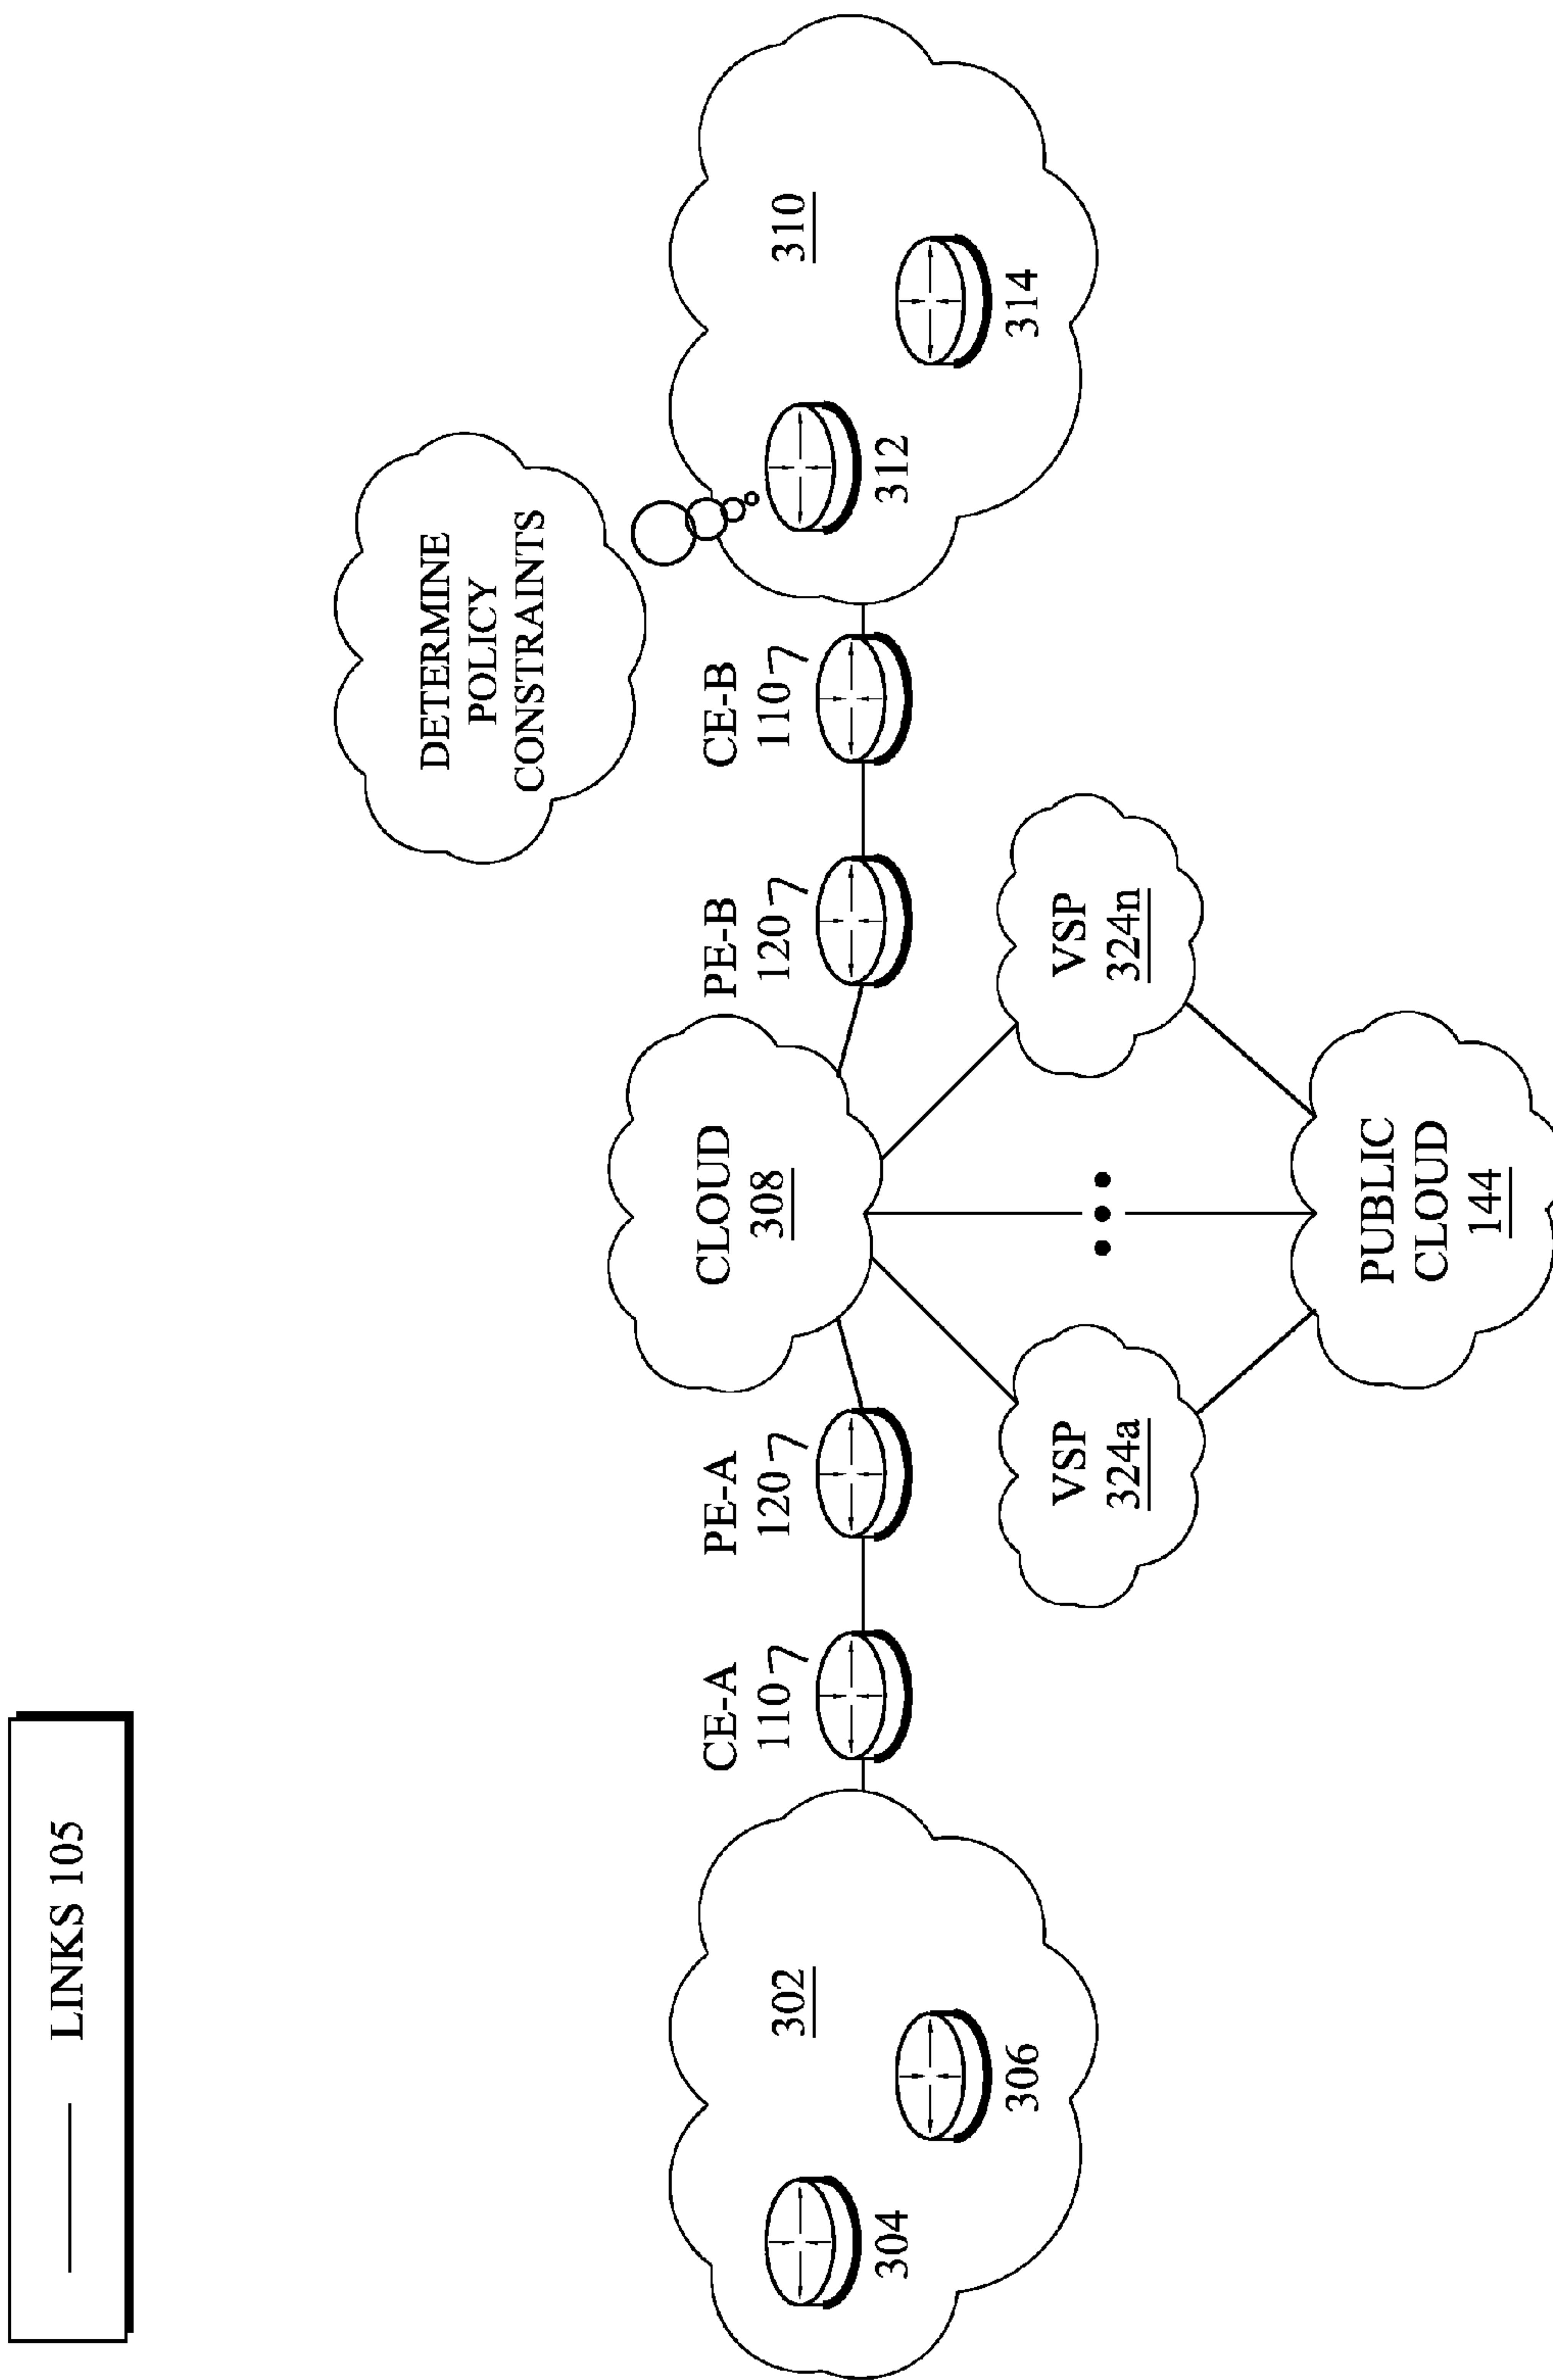 LINKS 105
DETERMINE
POLICY
CONSTRAINTS
CE-A
110
PE-A
120
CLOUD
308
PE-B
120
CE-B
110
302
304
306
310
312
314
VSP
324a
VSP
324n
PUBLIC
CLOUD
144